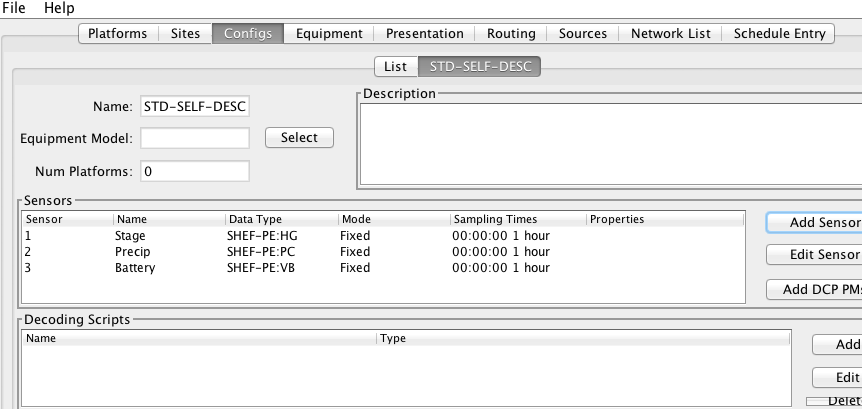 File Help
Platforms Sites Configs Equipment Presentation Routing Sources Network List Schedule Entry
List STD-SELF-DESC
Name: STD-SELF-DESC
Description
Equipment Model: Select
Num Platforms: 0
Sensors
Sensor Name Data Type Mode Sampling Times Properties
1 Stage SHEF-PE:HG Fixed 00:00:00 1 hour
2 Precip SHEF-PE:PC Fixed 00:00:00 1 hour
3 Battery SHEF-PE:VB Fixed 00:00:00 1 hour
Add Sensor
Edit Sensor
Add DCP PMs
Decoding Scripts
Name Type
Add
Edit
Delet